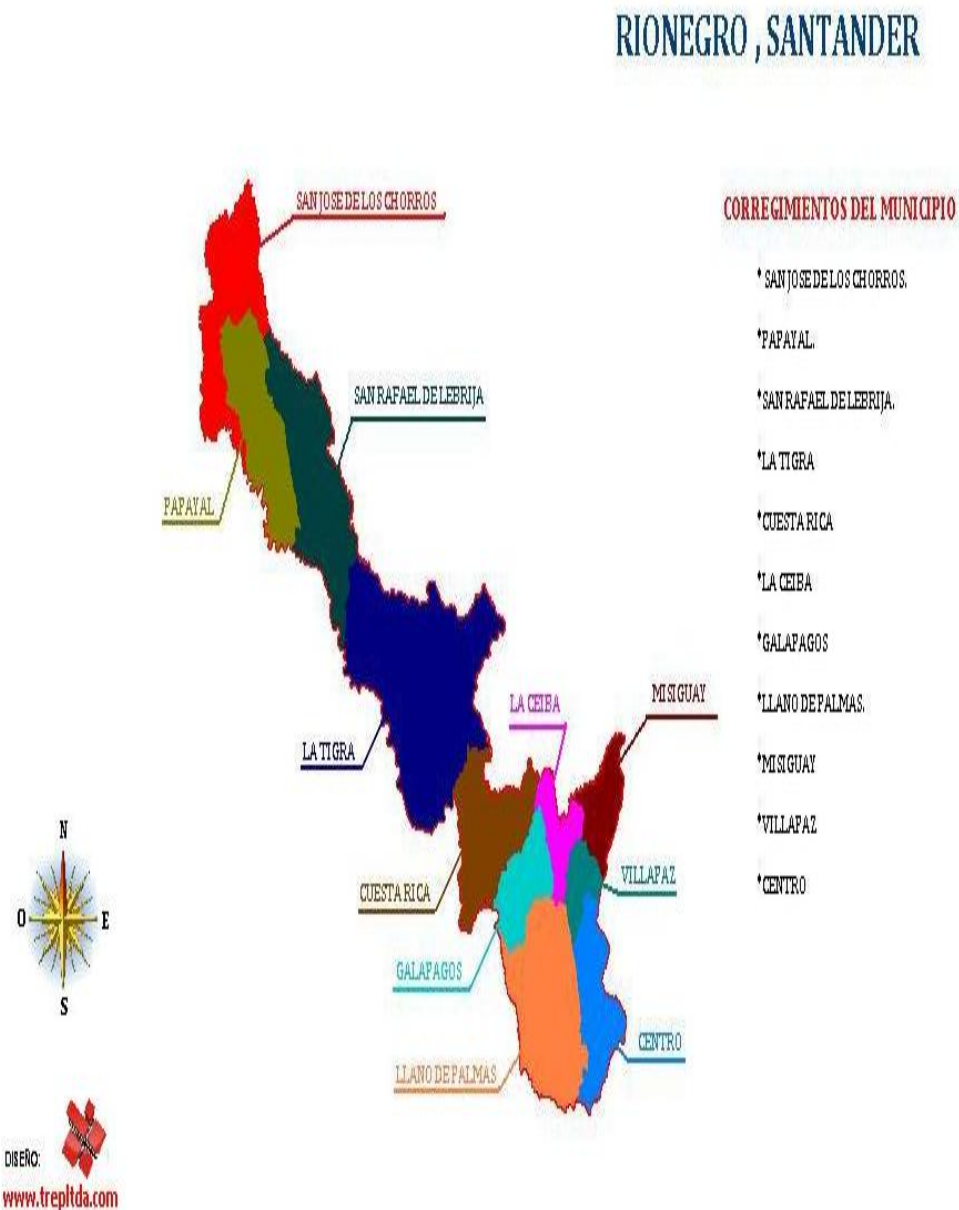 RIONEGRO , SANTANDER
SAN JOSE DE LOS CHORROS
SAN RAFAEL DE LEBRIJA
PAPAYAL
LA TIGRA
LA CEIBA
MISIGUAY
CUESTA RICA
VILLAPAZ
GALAPAGOS
CENTRO
LLANO DE PALMAS
CORREGIMIENTOS DEL MUNICIPIO
* SAN JOSE DE LOS CHORROS.
*PAPAYAL.
*SAN RAFAEL DE LEBRIJA.
*LA TIGRA
*CUESTA RICA
*LA CEIBA
*GALAPAGOS
*LLANO DE PALMAS.
*MISIGUAY
*VILLAPAZ
*CENTRO
N
O E
S
DISEÑO:
www.trepltda.com